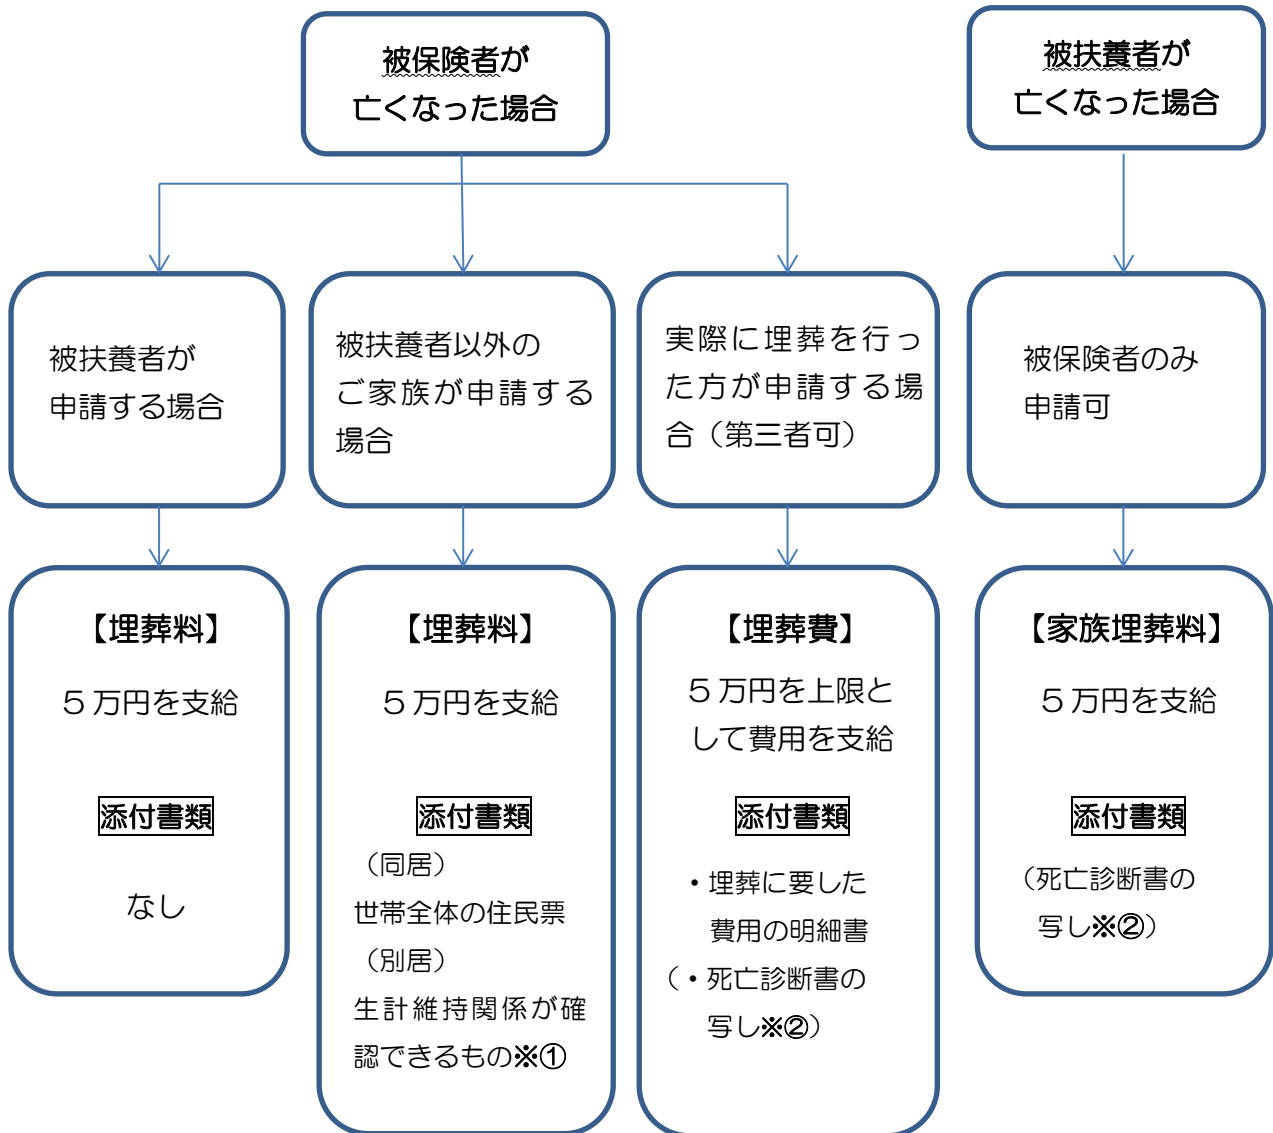 被保険者が
亡くなった場合
被扶養者が
亡くなった場合
被扶養者が
申請する場合
被扶養者以外の
ご家族が申請する
場合
実際に埋葬を行っ
た方が申請する場
合（第三者可）
被保険者のみ
申請可
【埋葬料】
５万円を支給
添付書類
なし
【埋葬料】
５万円を支給
添付書類
（同居）
世帯全体の住民票
（別居）
生計維持関係が確
認できるもの※①
【埋葬費】
５万円を上限と
して費用を支給
添付書類
・埋葬に要した
費用の明細書
（・死亡診断書の
写し※②）
【家族埋葬料】
５万円を支給
添付書類
（死亡診断書の
写し※②）